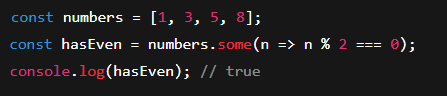 const numbers = [1, 3, 5, 8];
const hasEven = numbers.some(n => n % 2 === 0);
console.log(hasEven); // true